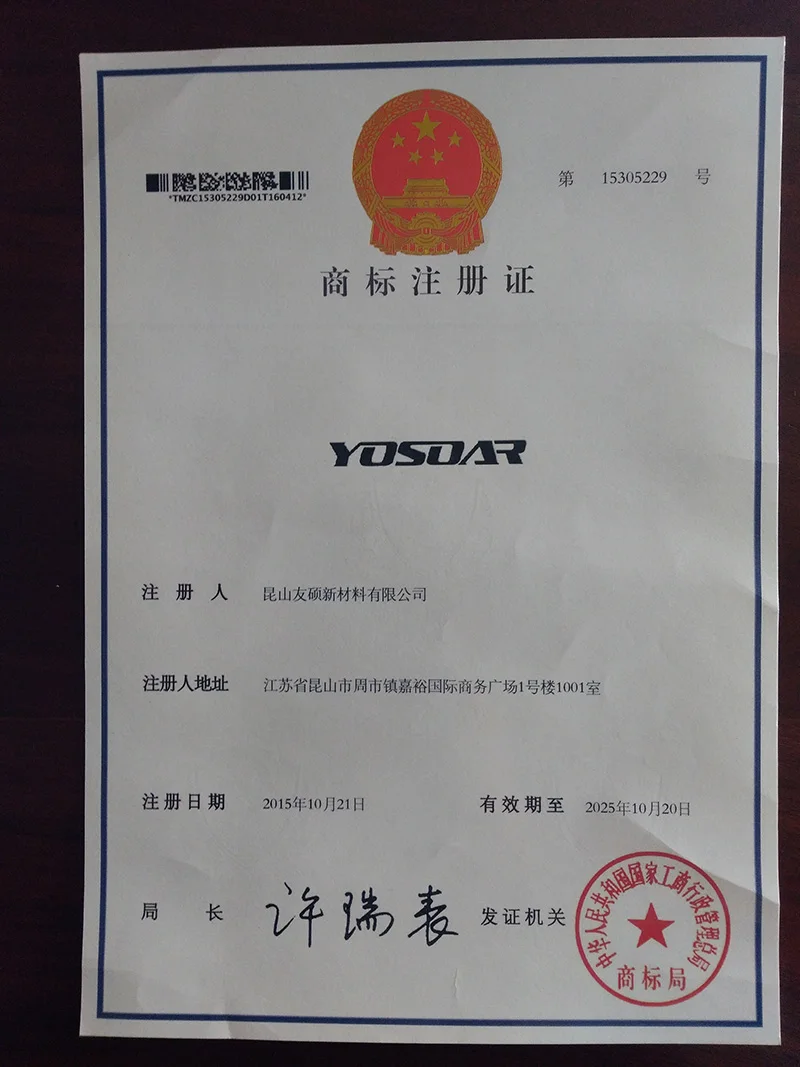 *TMZC15305229D01T160412*
第 15305229 号
商标注册证
YOSOAR
注册人 昆山友硕新材料有限公司
注册人地址 江苏省昆山市周市镇嘉裕国际商务广场1号楼1001室
注册日期 2015年10月21日 有效期至 2025年10月20日
局长 许瑞表 发证机关
中华人民共和国国家工商行政管理总局
商标局